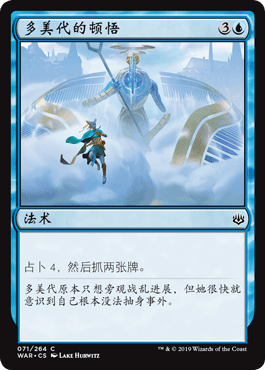 多美代的顿悟 3
法术
占卜 4，然后抓两张牌。
多美代原本只想旁观战乱进展，但她很快就
意识到自己根本没法抽身事外。
071/264 C
WAR • CS LAKE HURWITZ
™ & © 2019 Wizards of the Coast